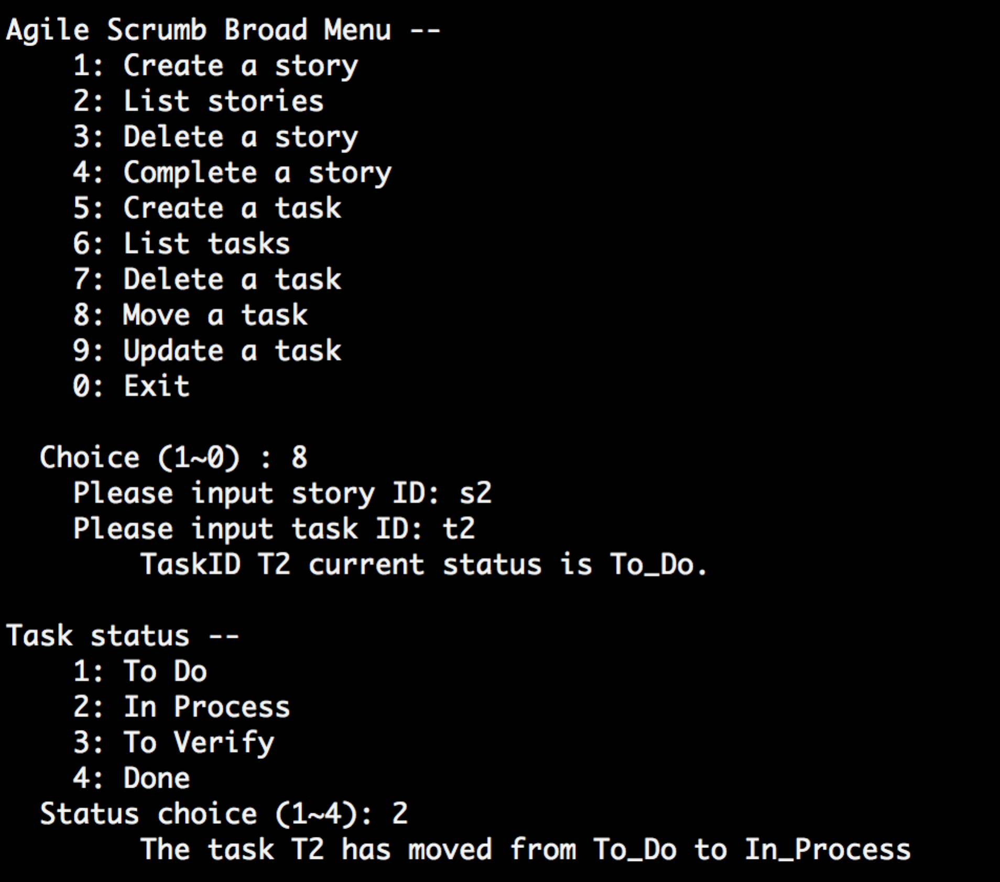 Agile Scrumb Broad Menu --
1: Create a story
2: List stories
3: Delete a story
4: Complete a story
5: Create a task
6: List tasks
7: Delete a task
8: Move a task
9: Update a task
0: Exit
Choice (1~0) : 8
Please input story ID: s2
Please input task ID: t2
TaskID T2 current status is To_Do.
Task status --
1: To Do
2: In Process
3: To Verify
4: Done
Status choice (1~4): 2
The task T2 has moved from To_Do to In_Process